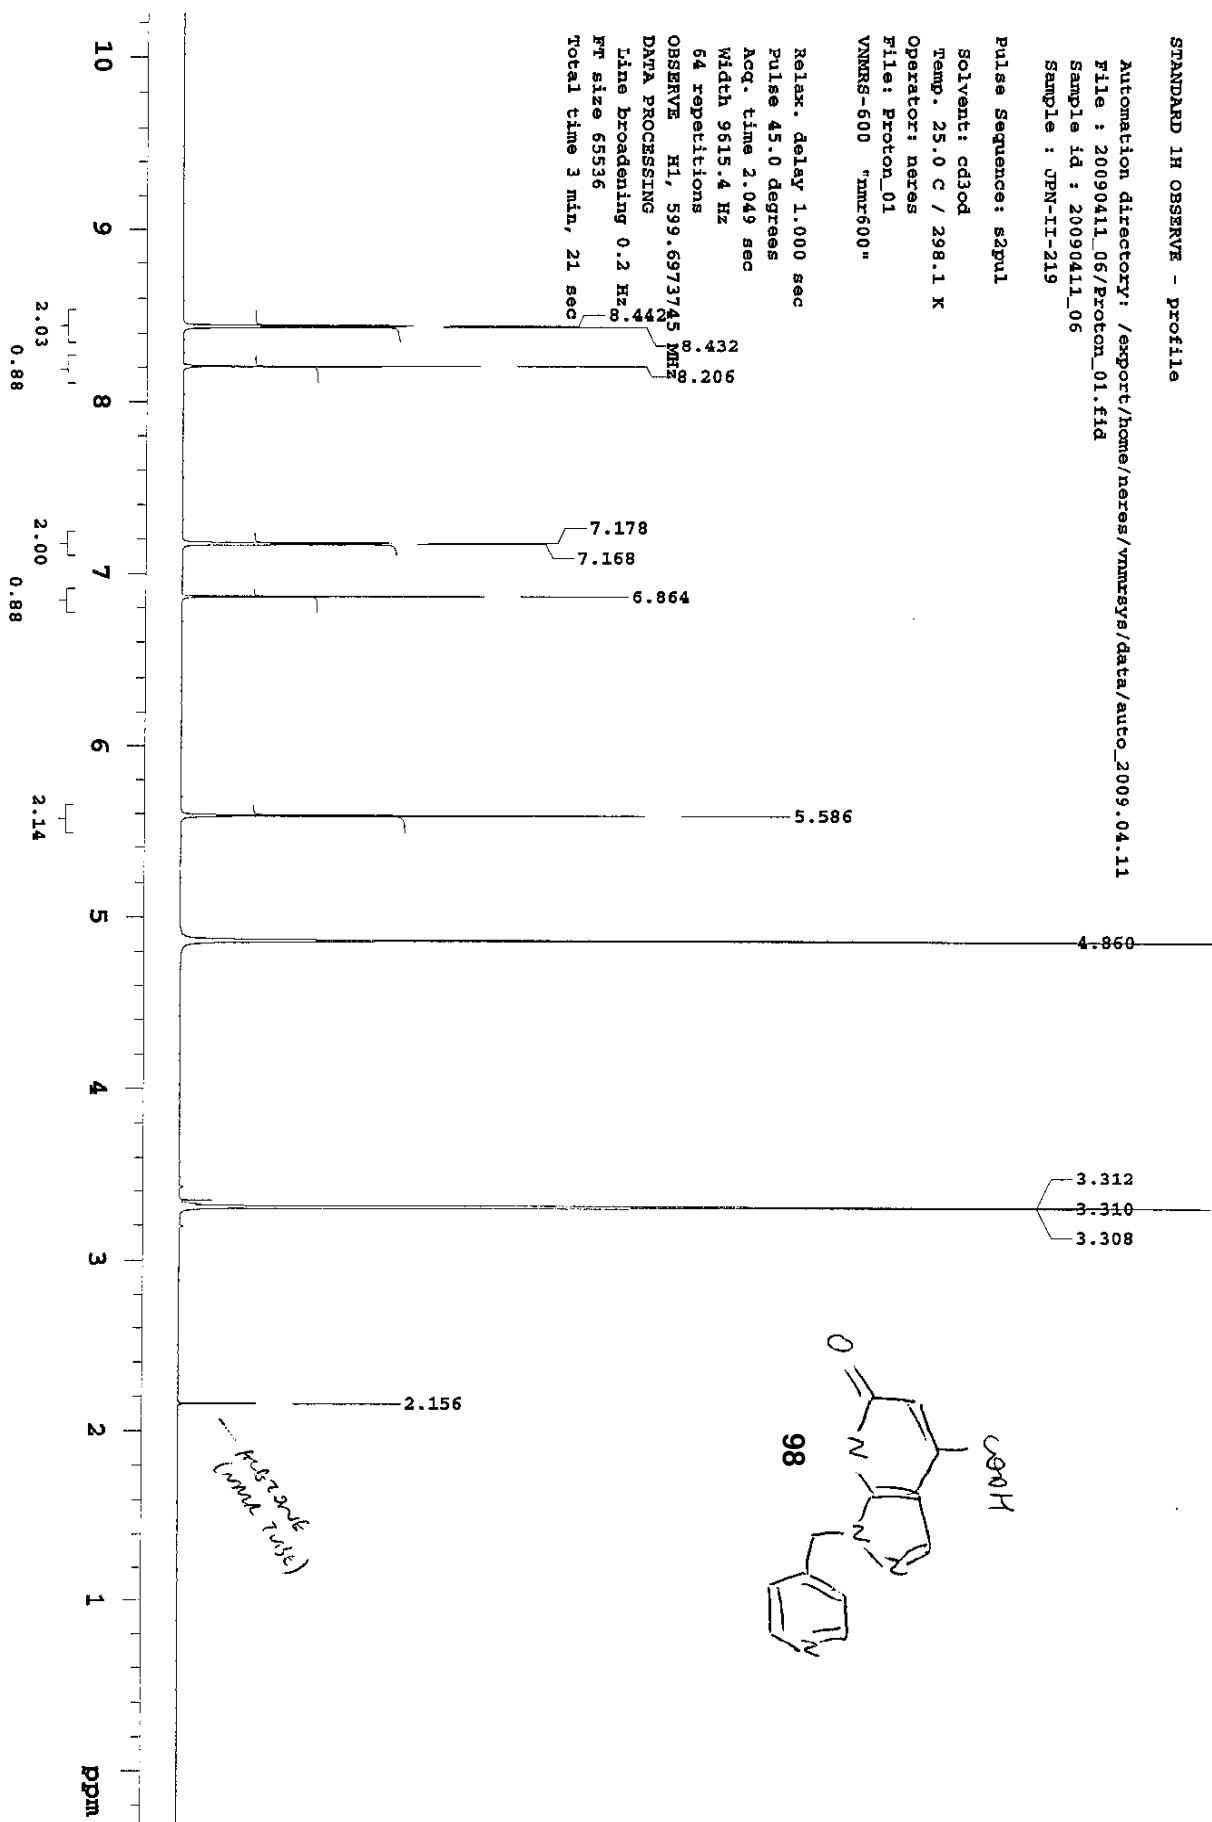 STANDARD 1H OBSERVE - profile
Automation directory: /export/home/neres/vnmrsys/data/auto_2009.04.11
File : 20090411_06/Proton_01.fid
Sample id : 20090411_06
Sample : JPN-II-219
Pulse Sequence: s2pul
Solvent: cd3od
Temp. 25.0 C / 298.1 K
Operator: neres
File: Proton_01
VNMRS-600 "nmr600"
Relax. delay 1.000 sec
Pulse 45.0 degrees
Acq. time 2.049 sec
Width 9615.4 Hz
64 repetitions
OBSERVE H1, 599.6973745 MHz
DATA PROCESSING
Line broadening 0.2 Hz
FT size 65536
Total time 3 min, 21 sec
8.442
8.432
8.206
7.178
7.168
6.864
5.586
4.860
3.312
3.310
3.308
2.156
ACETONE
(NMR TUBE)
COOH
O
N
N
N
N
98
10 9 8 7 6 5 4 3 2 1 ppm
2.03
0.88
2.00
0.88
2.14